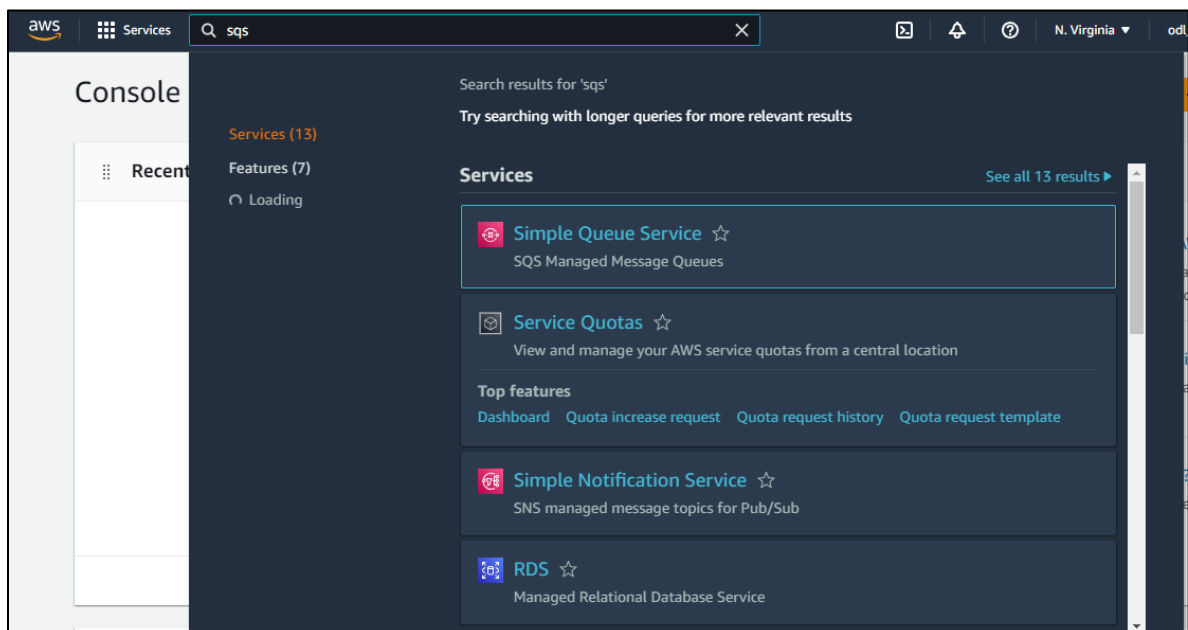 aws Services sqs N. Virginia odl
Console
Search results for 'sqs'
Try searching with longer queries for more relevant results
Services (13)
Features (7)
Loading
Recent
Services
See all 13 results
Simple Queue Service
SQS Managed Message Queues
Service Quotas
View and manage your AWS service quotas from a central location
Top features
Dashboard Quota increase request Quota request history Quota request template
Simple Notification Service
SNS managed message topics for Pub/Sub
RDS
Managed Relational Database Service